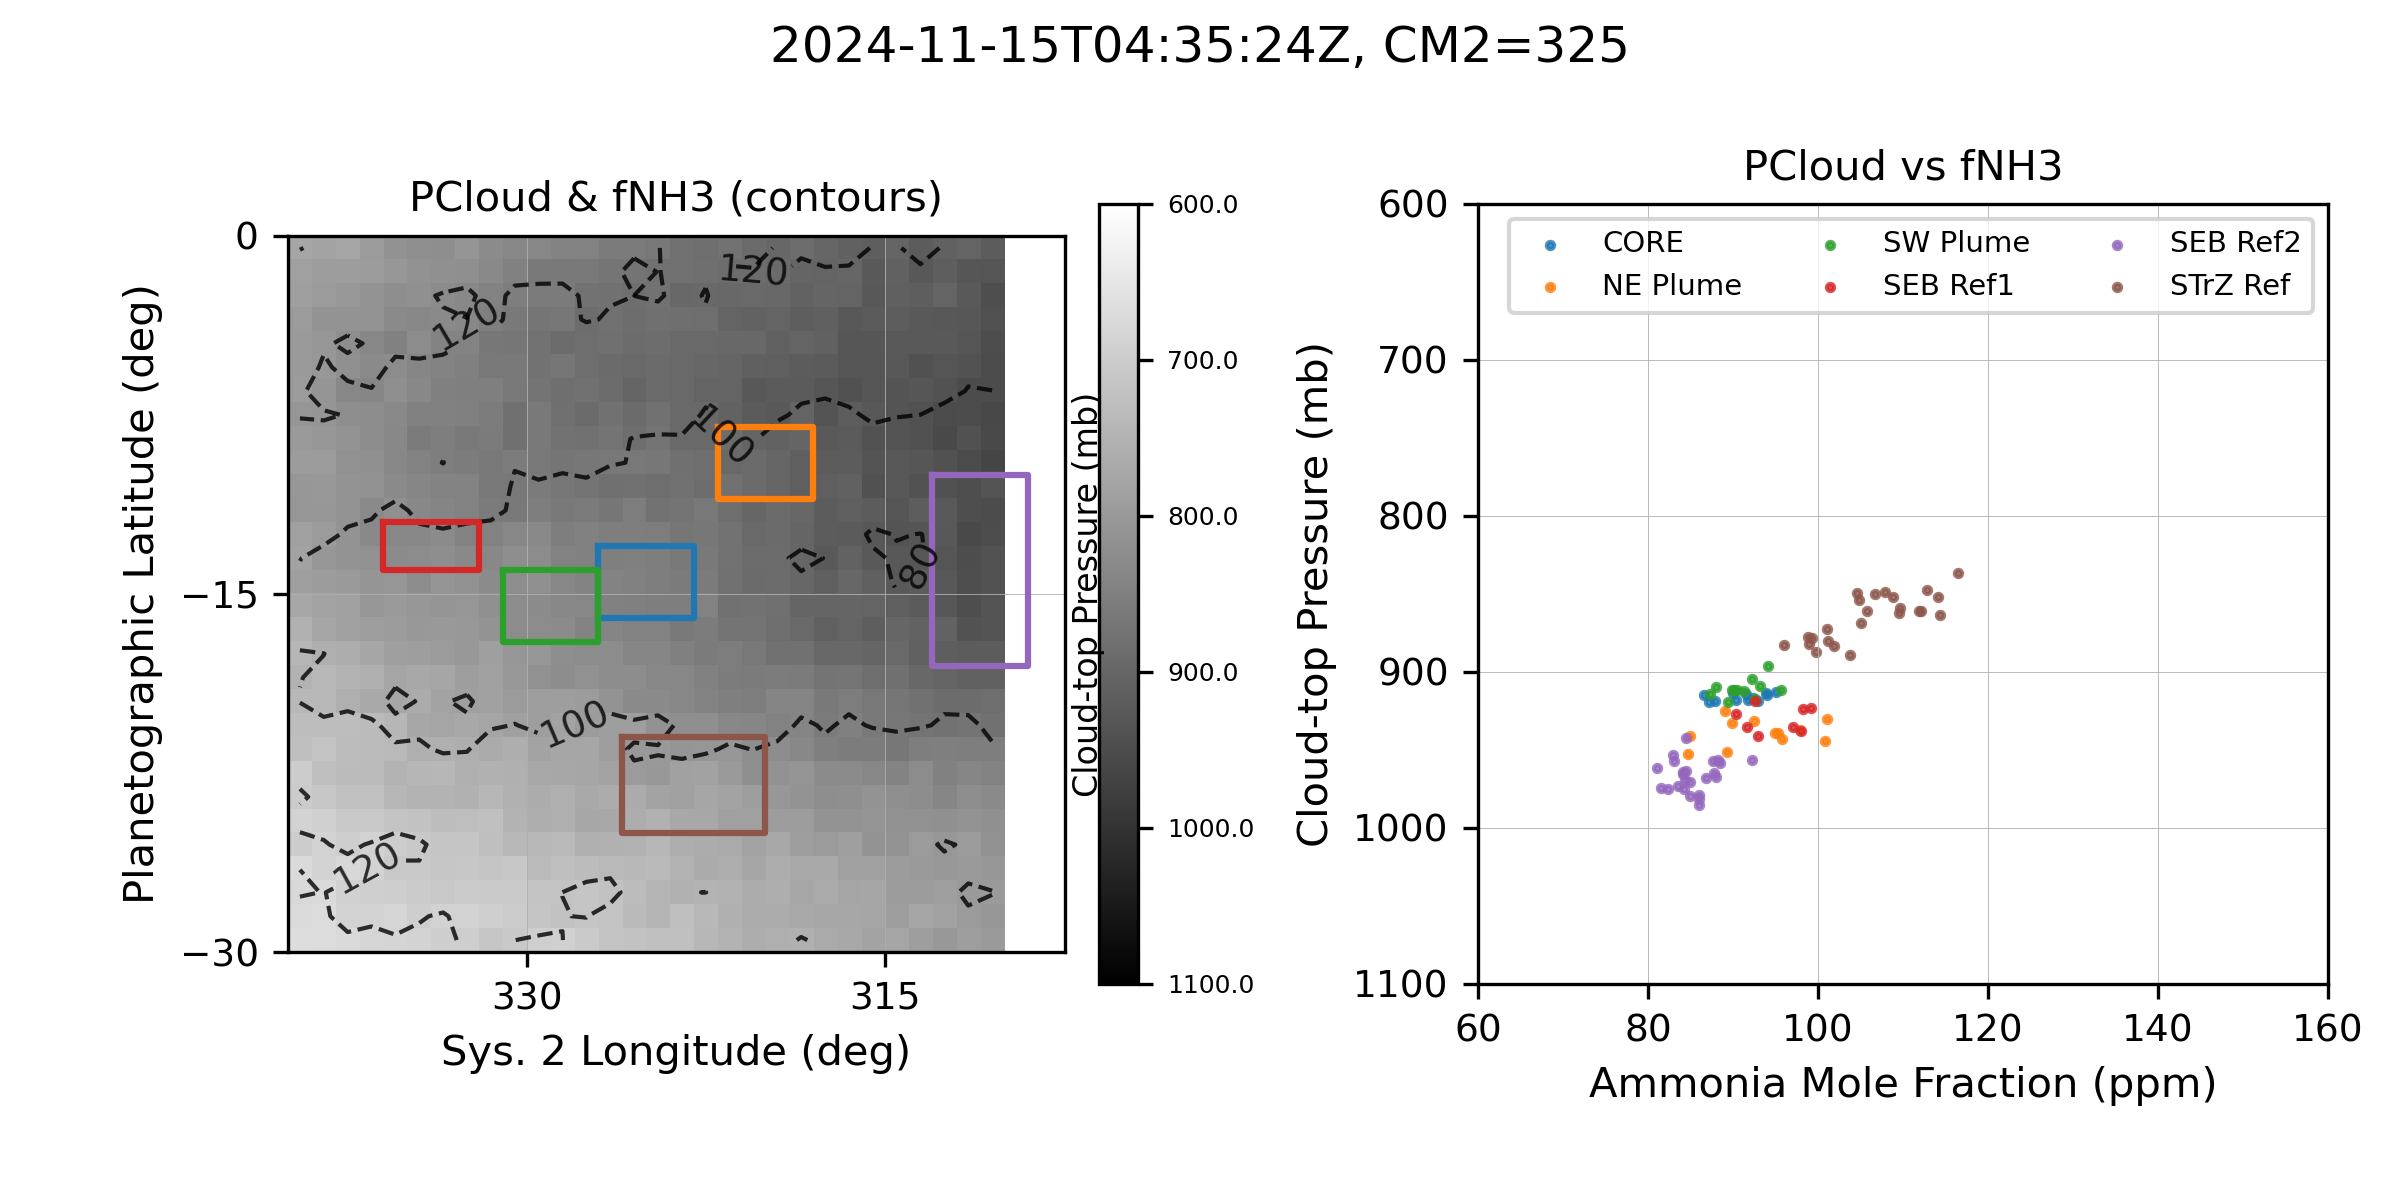 2024-11-15T04:35:24Z, CM2=325
PCloud & fNH3 (contours)
Planetographic Latitude (deg)
0
−15
−30
330
315
Sys. 2 Longitude (deg)
120
120
100
80
100
120
Cloud-top Pressure (mb)
600.0
700.0
800.0
900.0
1000.0
1100.0
PCloud vs fNH3
CORE
NE Plume
SW Plume
SEB Ref1
SEB Ref2
STrZ Ref
Cloud-top Pressure (mb)
600
700
800
900
1000
1100
60
80
100
120
140
160
Ammonia Mole Fraction (ppm)